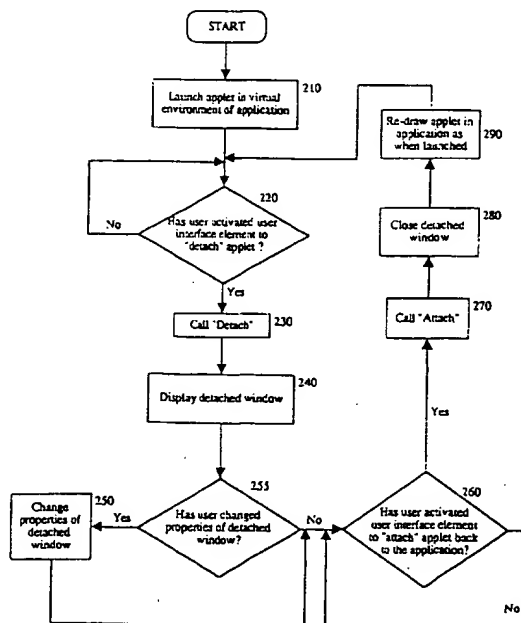 START
210
Launch applet in virtual
environment of application
220
Has user activated user
interface element to
"detach" applet ?
No
Yes
Call "Detach"
230
240
Display detached window
255
Has user changed
properties of detached
window?
Yes
No
250
Change
properties of
detached
window
260
Has user activated
user interface element
to "attach" applet back
to the application?
Yes
No
270
Call "Attach"
280
Close detached
window
290
Re-draw applet in
application as
when launched